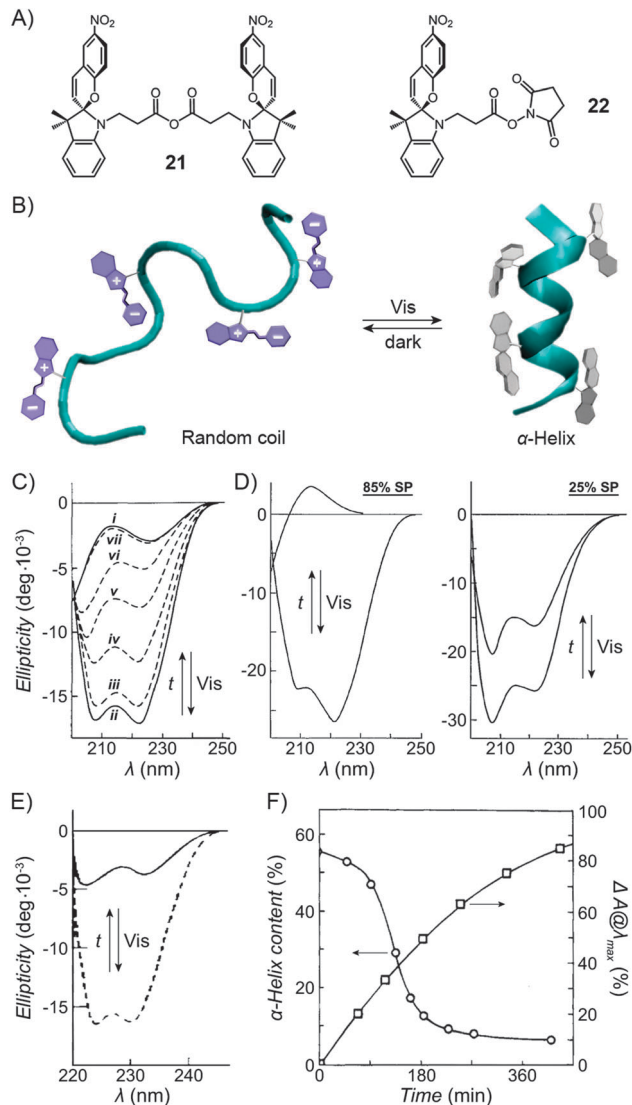 A)
NO₂
NO₂
O
O
N
O
N
21
NO₂
O
O
N
O
N
O
O
22
B)
Vis
dark
Random coil
α-Helix
C)
Ellipticity (deg·10⁻³)
0
-5
-10
-15
i
vii
vi
v
iv
iii
ii
t
Vis
210
230
250
λ (nm)
D)
85% SP
0
-10
-20
t
Vis
210
230
250
λ (nm)
25% SP
0
-10
-20
-30
t
Vis
210
230
250
λ (nm)
E)
Ellipticity (deg·10⁻³)
0
-5
-10
-15
t
Vis
220
230
240
λ (nm)
F)
α-Helix content (%)
60
40
20
0
100
80
60
40
20
0
Δ A@λmax (%)
0
180
360
Time (min)